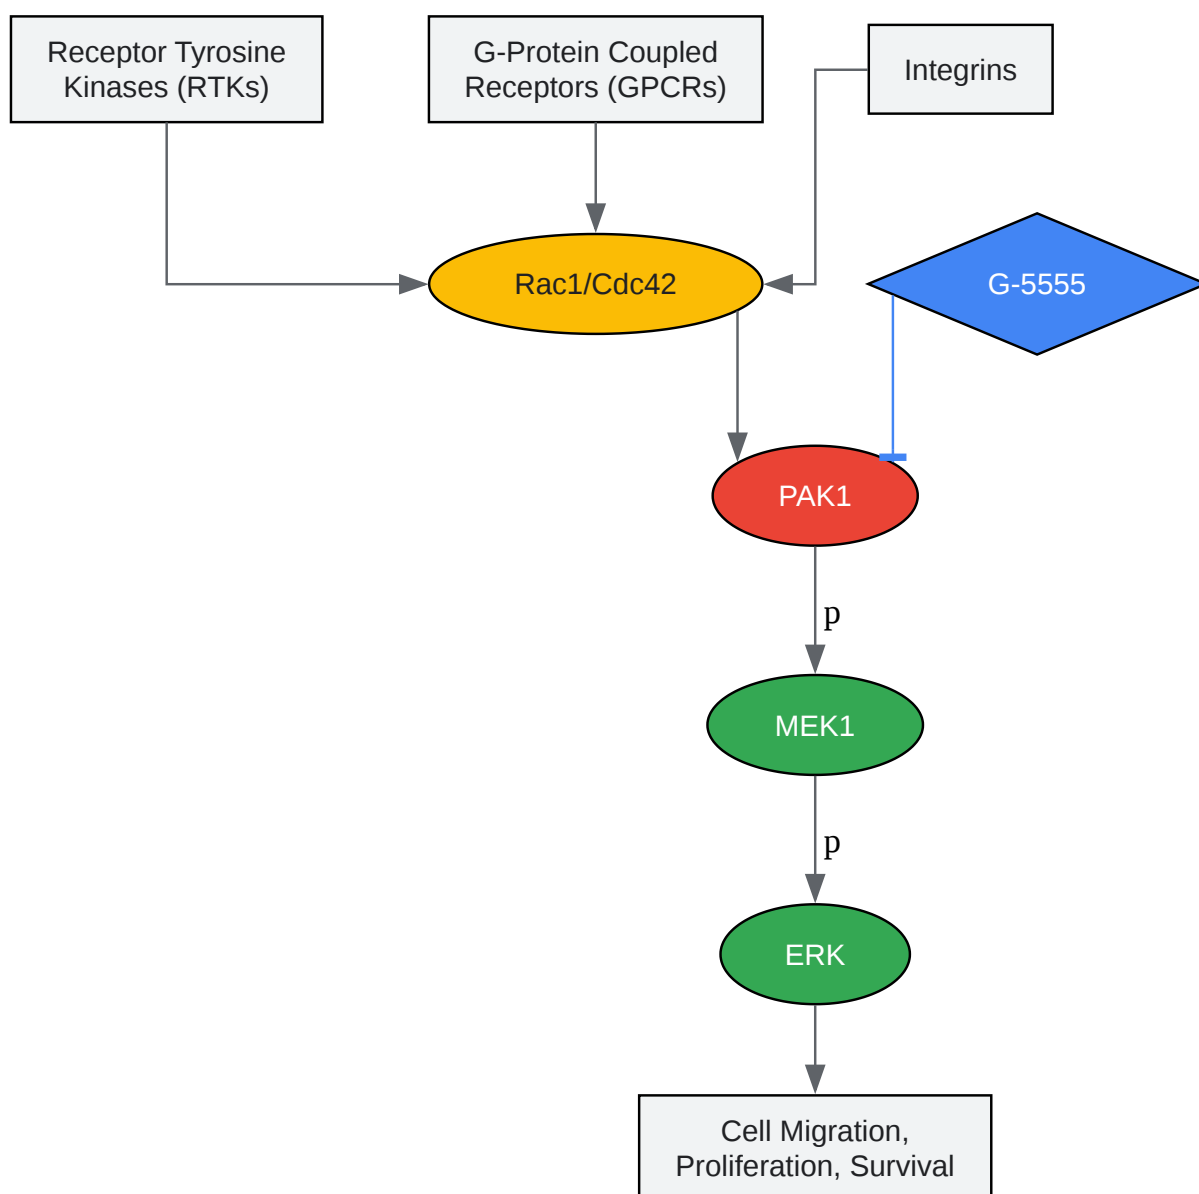 Receptor Tyrosine
Kinases (RTKs)
G-Protein Coupled
Receptors (GPCRs)
Integrins
Rac1/Cdc42
G-5555
PAK1
p
MEK1
p
ERK
Cell Migration,
Proliferation, Survival